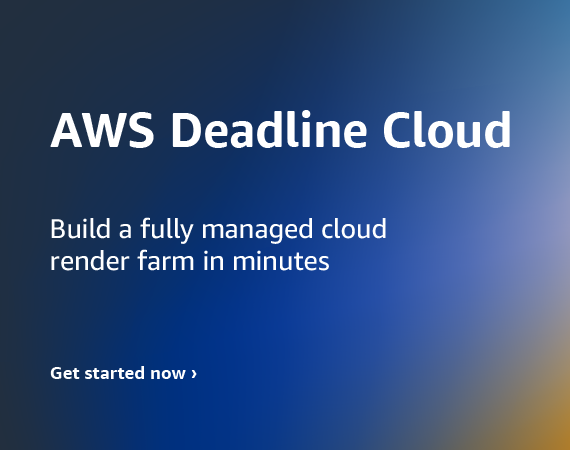 AWS Deadline Cloud
Build a fully managed cloud
render farm in minutes
Get started now ›